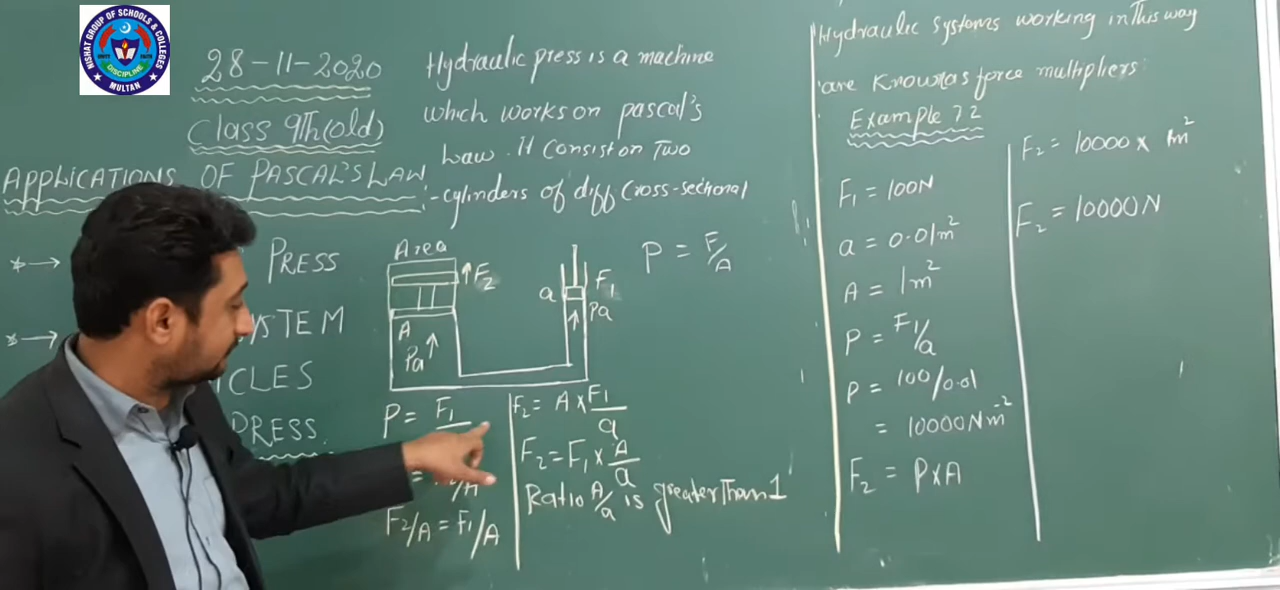 NISHAT GROUP OF SCHOOLS & COLLEGES
DISCIPLINE
MULTAN
28-11-2020
Class 9Th(old)
APPLICATIONS OF PASCAL'S LAW
PRESS
YSTEM
ICLES
PRESS.
Hydraulic press is a machine
which works on pascal's
Law. It consist on Two
cylinders of diff cross-sectional
Area
F2
A
Pa
a
F1
Pa
P = F/A
P = F1
/A
F2/A = F1/A
F2 = A x F1/a
F2 = F1 x A/a
Ratio A/a is greater Than 1
Hydraulic systems working in This way
are Known as force multipliers
Example 7.2
F1 = 100N
a = 0.01m²
A = 1m²
P = F1/a
P = 100/0.01
= 10000Nm⁻²
F2 = PxA
F2 = 10000 x 1m²
F2 = 10000N